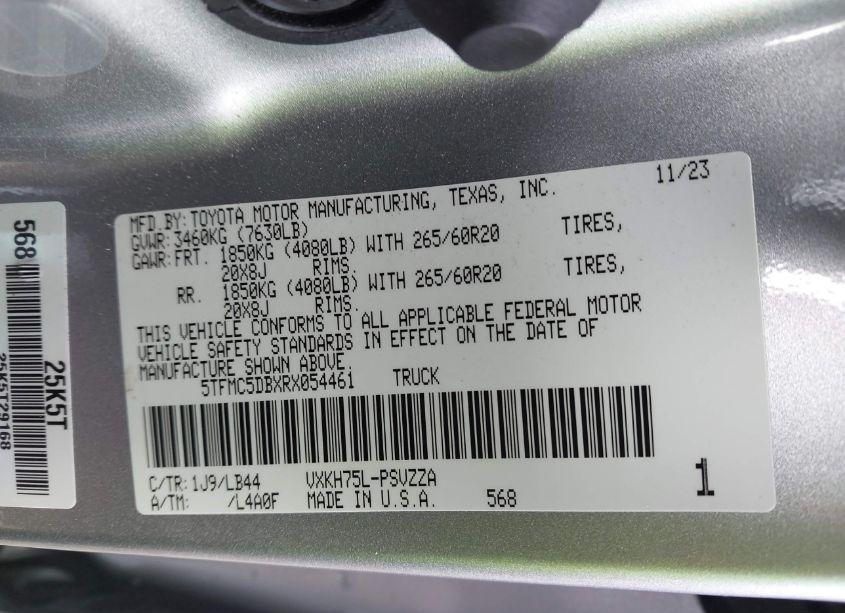 MFD.BY:TOYOTA MOTOR MANUFACTURING, TEXAS, INC. 11/23
GVWR:3460KG (7630LB)
GAWR:FRT. 1850KG (4080LB) WITH 265/60R20 TIRES,
20X8J RIMS.
RR. 1850KG (4080LB) WITH 265/60R20 TIRES,
20X8J RIMS.
THIS VEHICLE CONFORMS TO ALL APPLICABLE FEDERAL MOTOR
VEHICLE SAFETY STANDARDS IN EFFECT ON THE DATE OF
MANUFACTURE SHOWN ABOVE.
5TFMC5DBXRX054461 TRUCK
C/TR:1J9/LB44 VXKH75L-PSVZZA
A/TM: /L4A0F MADE IN U.S.A. 568 1
568
25K5T
25K5T29168